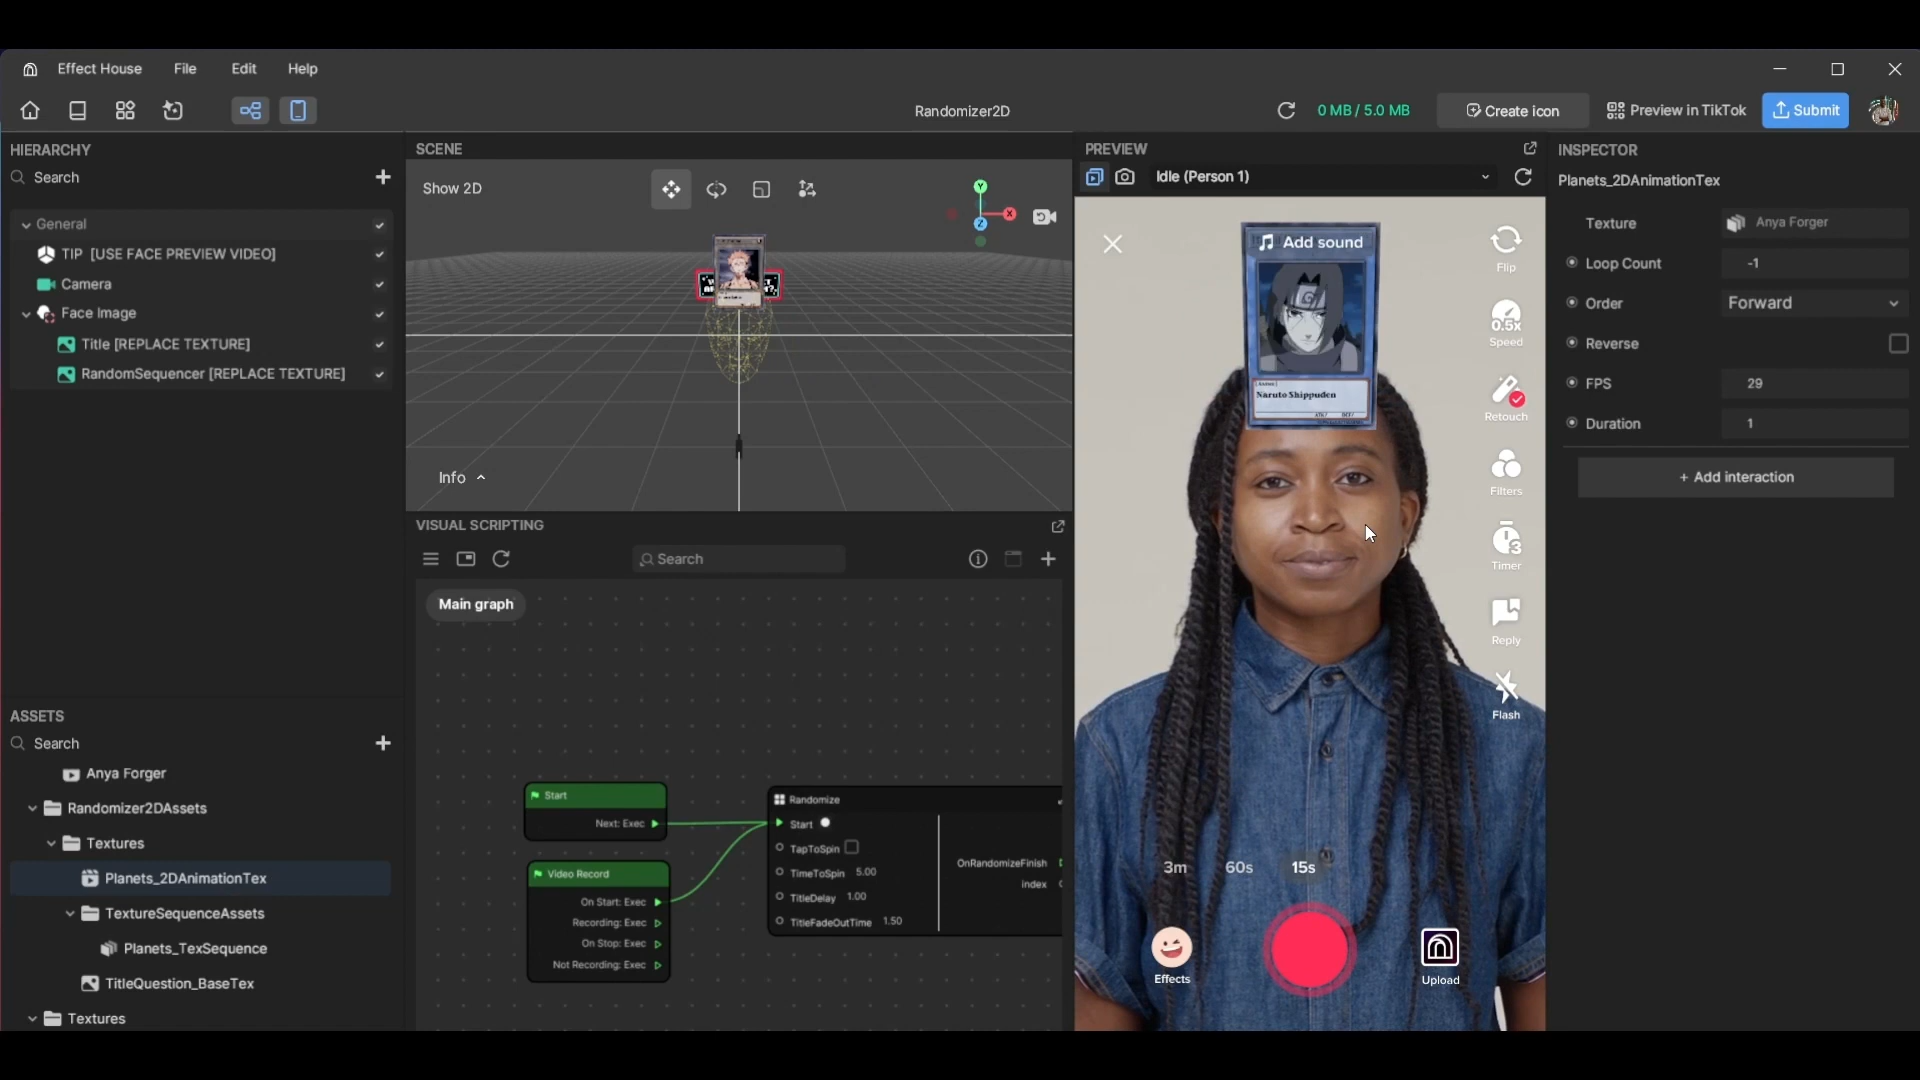 Effect House File Edit Help
Randomizer2D
0 MB / 5.0 MB
Create icon
Preview in TikTok
Submit
HIERARCHY
Search
General
TIP [USE FACE PREVIEW VIDEO]
Camera
Face Image
Title [REPLACE TEXTURE]
RandomSequencer [REPLACE TEXTURE]
ASSETS
Search
Anya Forger
Randomizer2DAssets
Textures
Planets_2DAnimationTex
TextureSequenceAssets
Planets_TexSequence
TitleQuestion_BaseTex
Textures
SCENE
Show 2D
Y
X
Z
Info
VISUAL SCRIPTING
Search
Main graph
Start
Next: Exec
Video Record
On Start: Exec
Recording: Exec
On Stop: Exec
Not Recording: Exec
Randomize
Start
TapToSpin
TimeToSpin 5.00
TitleDelay 1.00
TitleFadeOutTime 1.50
OnRandomizeFinish
index
PREVIEW
Idle (Person 1)
Add sound
Naruto Shippuden
Flip
0.5x
Speed
Retouch
Filters
3
Timer
Reply
Flash
3m 60s 15s
Effects
Upload
INSPECTOR
Planets_2DAnimationTex
Texture Anya Forger
Loop Count -1
Order Forward
Reverse
FPS 29
Duration 1
+ Add interaction